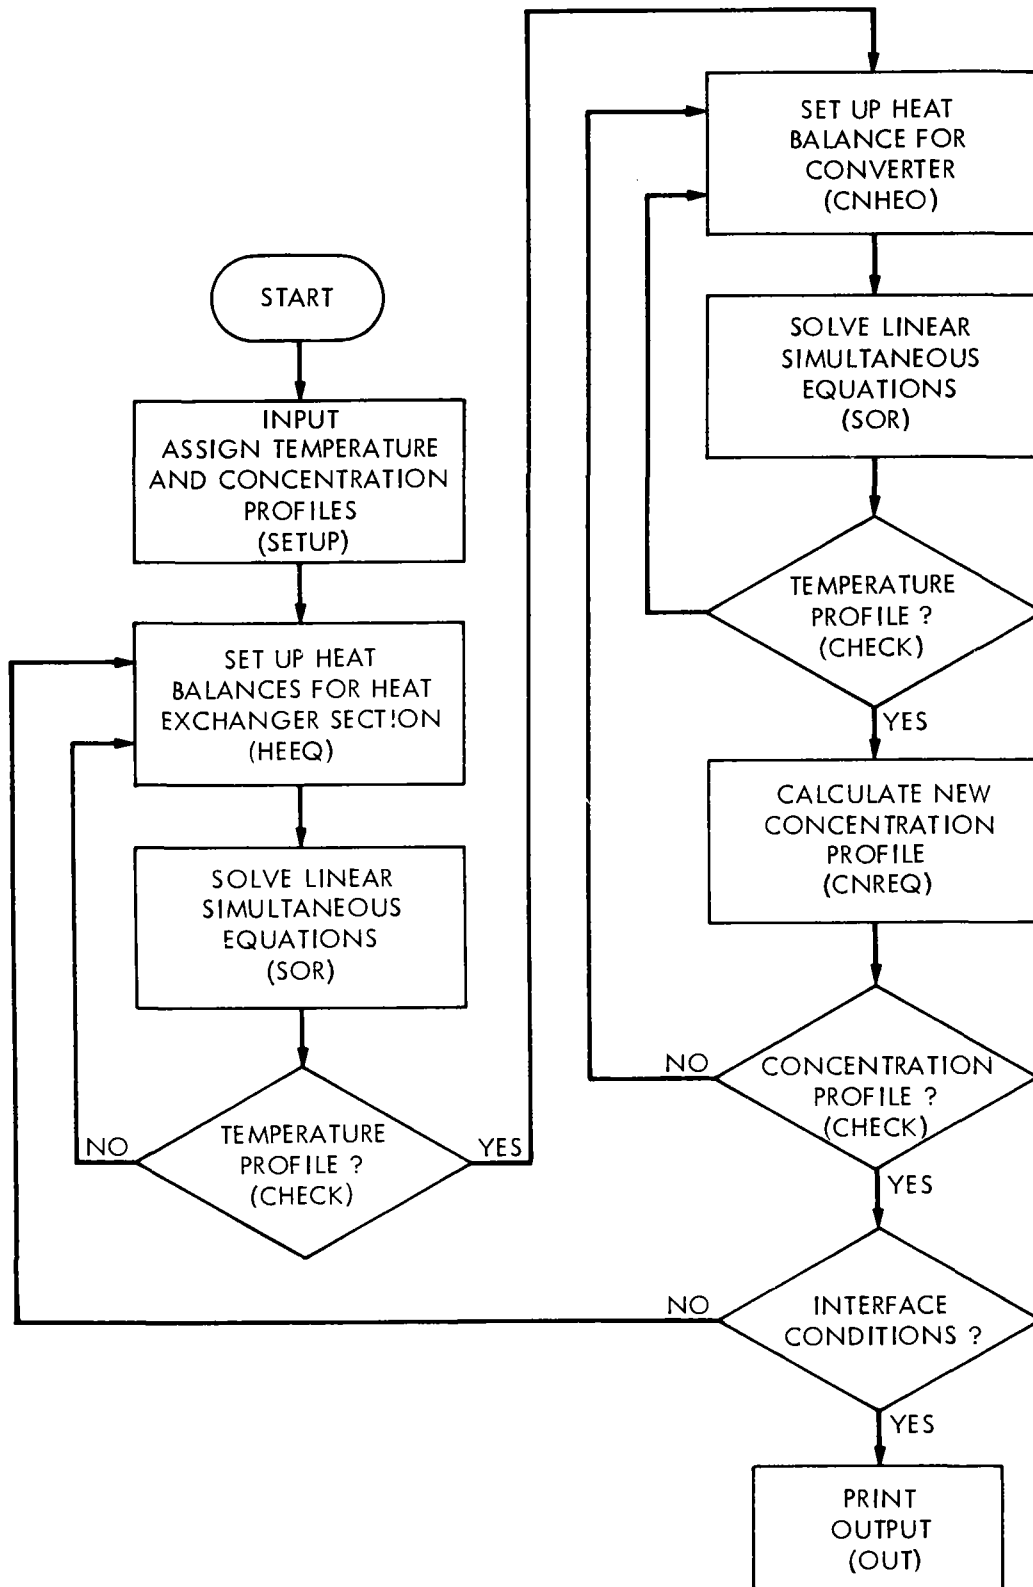 START
INPUT
ASSIGN TEMPERATURE
AND CONCENTRATION
PROFILES
(SETUP)
SET UP HEAT
BALANCES FOR HEAT
EXCHANGER SECTION
(HEEQ)
SOLVE LINEAR
SIMULTANEOUS
EQUATIONS
(SOR)
NO
TEMPERATURE
PROFILE ?
(CHECK)
YES
SET UP HEAT
BALANCE FOR
CONVERTER
(CNHEO)
SOLVE LINEAR
SIMULTANEOUS
EQUATIONS
(SOR)
TEMPERATURE
PROFILE ?
(CHECK)
YES
CALCULATE NEW
CONCENTRATION
PROFILE
(CNREQ)
NO
CONCENTRATION
PROFILE ?
(CHECK)
YES
NO
INTERFACE
CONDITIONS ?
YES
PRINT
OUTPUT
(OUT)